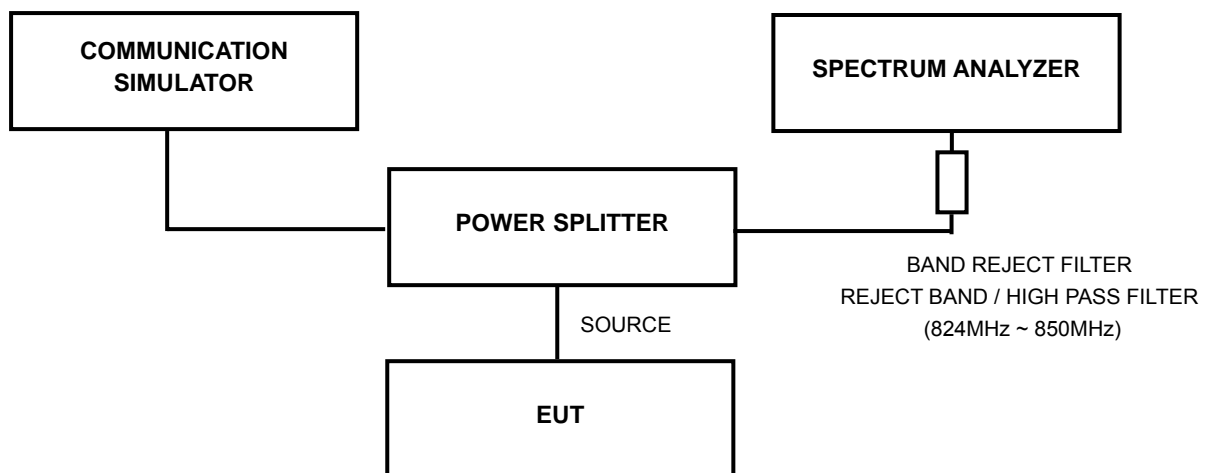 COMMUNICATION
SIMULATOR
SPECTRUM ANALYZER
POWER SPLITTER
BAND REJECT FILTER
REJECT BAND / HIGH PASS FILTER
(824MHz ~ 850MHz)
SOURCE
EUT